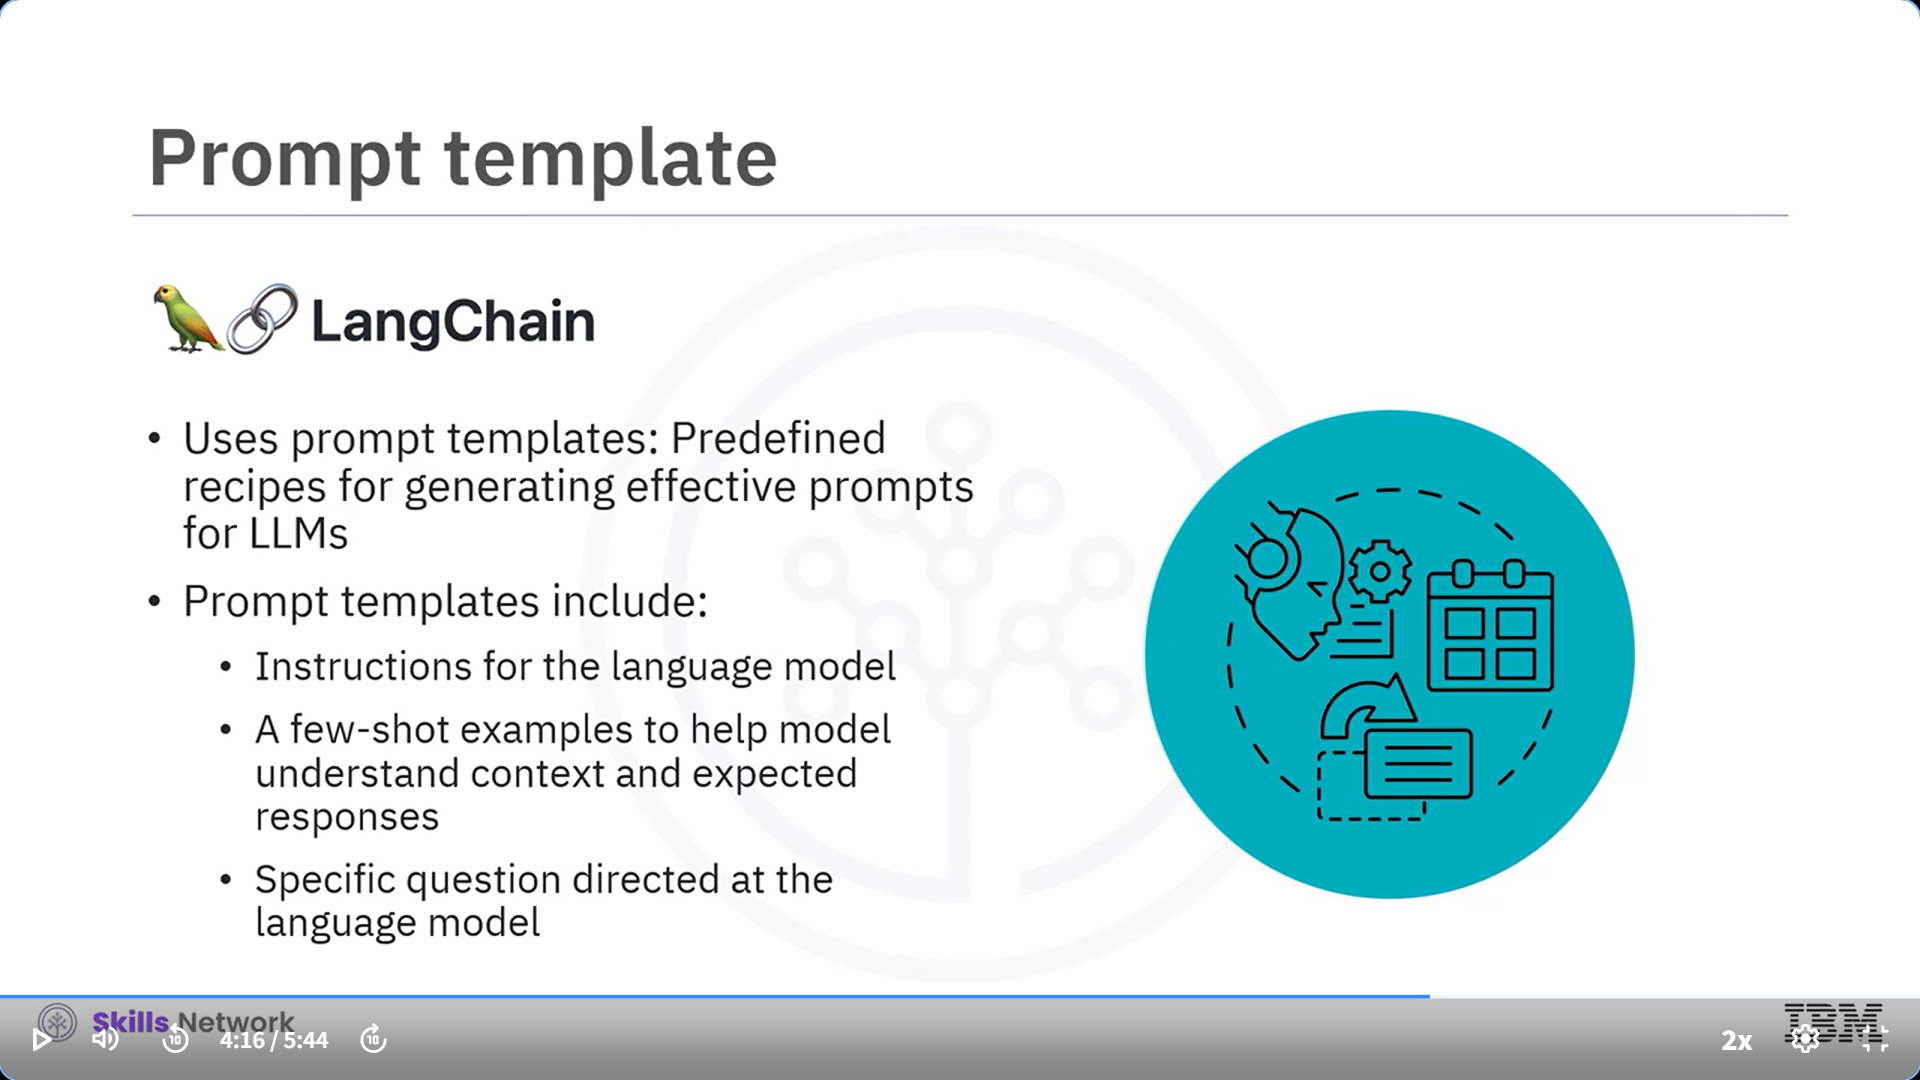 Prompt template
LangChain
• Uses prompt templates: Predefined
recipes for generating effective prompts
for LLMs
• Prompt templates include:
• Instructions for the language model
• A few-shot examples to help model
understand context and expected
responses
• Specific question directed at the
language model
Skills Network
IBM
10
4:16 / 5:44
10
2x